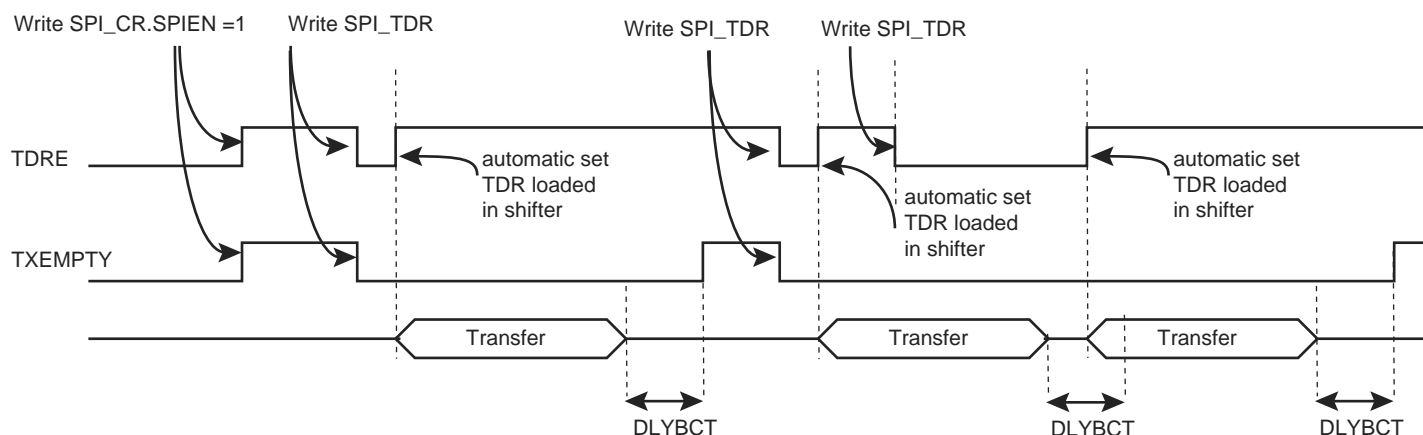 Write SPI_CR.SPIEN =1
Write SPI_TDR
Write SPI_TDR
Write SPI_TDR
TDRE
automatic set
TDR loaded
in shifter
automatic set
TDR loaded
in shifter
automatic set
TDR loaded
in shifter
TXEMPTY
Transfer
Transfer
Transfer
DLYBCT
DLYBCT
DLYBCT